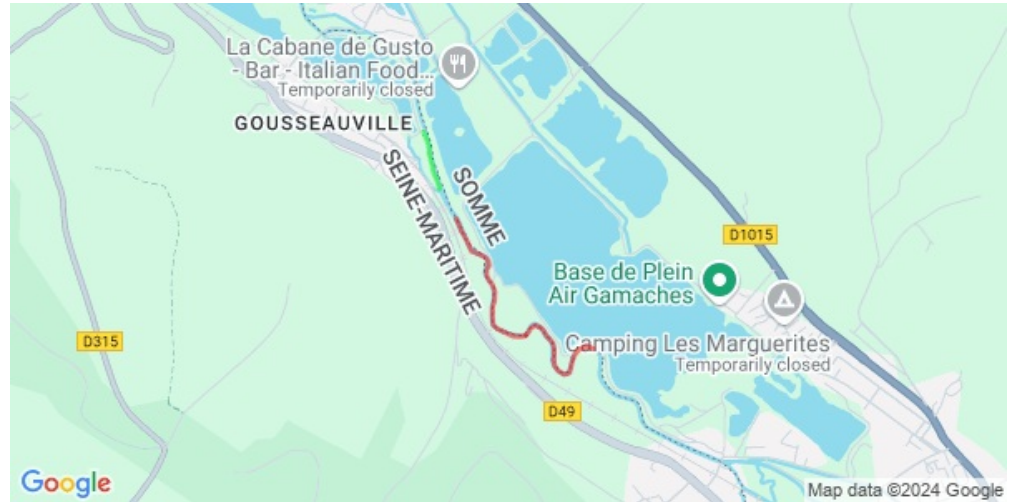 La Cabane de Gusto
- Bar - Italian Food...
Temporarily closed
GOUSSEAUVILLE
SEINE-MARITIME
SOMME
D1015
Base de Plein
Air Gamaches
Camping Les Marguerites
Temporarily closed
D315
D49
Google
Map data ©2024 Google